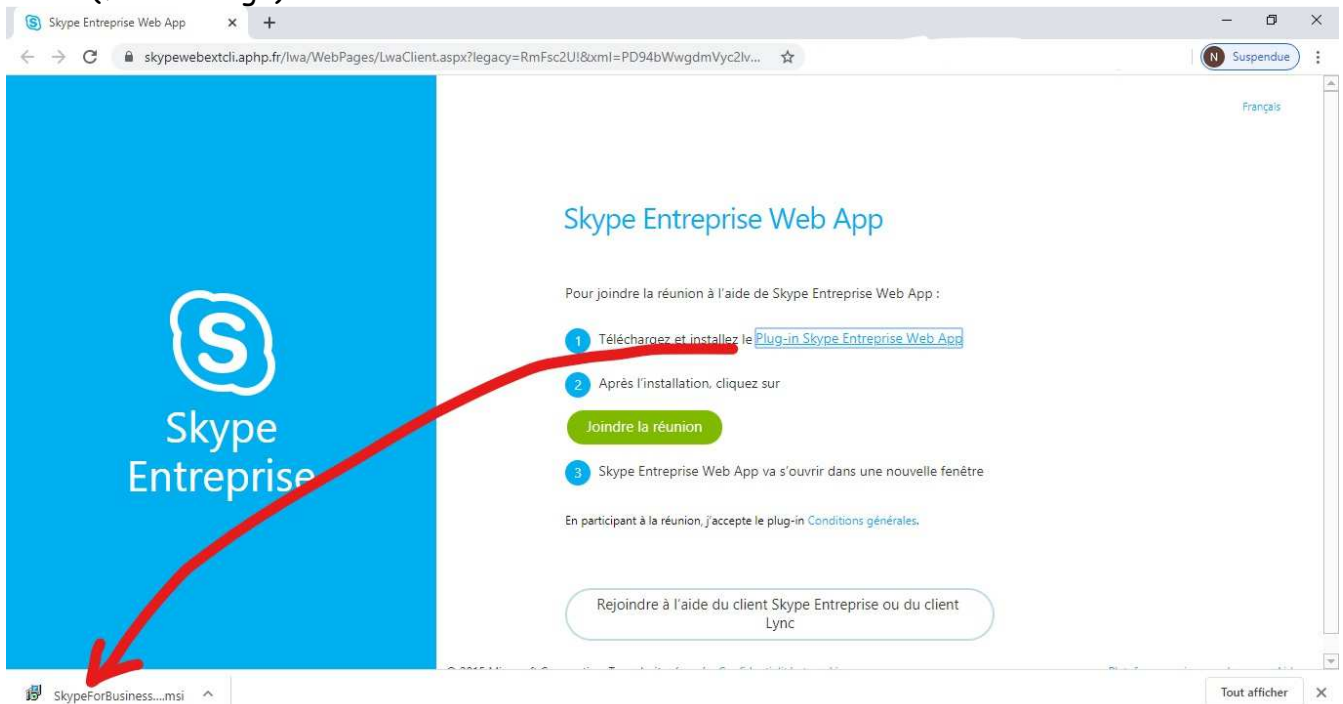 Skype Entreprise Web App
skypewebextcli.aphp.fr/lwa/WebPages/LwaClient.aspx?legacy=RmFsc2U!&xml=PD94bWwgdmVyc2lv...
N Suspendue
Français
Skype Entreprise Web App
Pour joindre la réunion à l'aide de Skype Entreprise Web App :
1 Téléchargez et installez le Plug-in Skype Entreprise Web App
2 Après l'installation, cliquez sur
Joindre la réunion
3 Skype Entreprise Web App va s'ouvrir dans une nouvelle fenêtre
En participant à la réunion, j'accepte le plug-in Conditions générales.
Rejoindre à l'aide du client Skype Entreprise ou du client
Lync
S
Skype
Entreprise
SkypeForBusiness....msi
Tout afficher